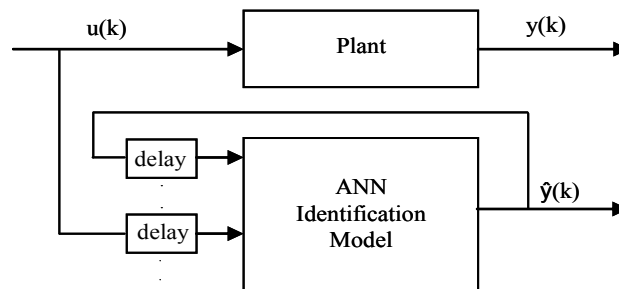 u(k)
Plant
y(k)
delay
ANN
Identification
Model
ŷ(k)
delay